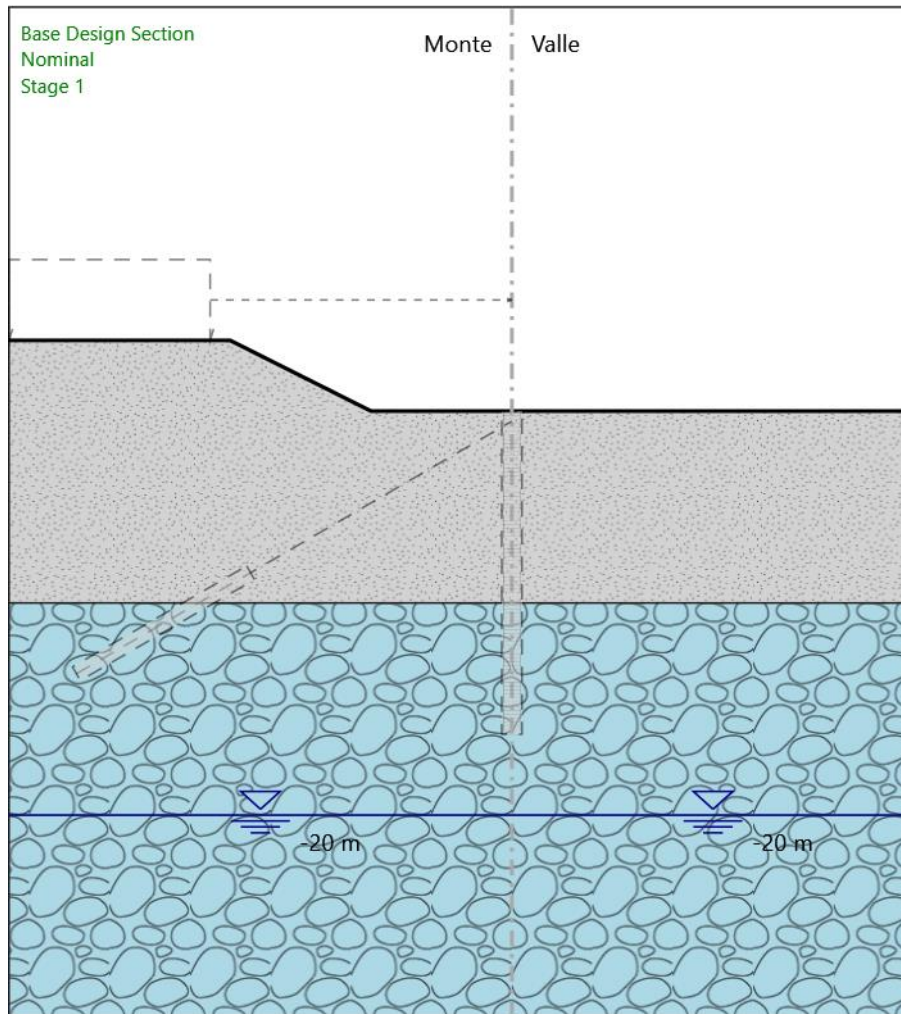 Base Design Section
Nominal
Stage 1
Monte
Valle
-20 m
-20 m